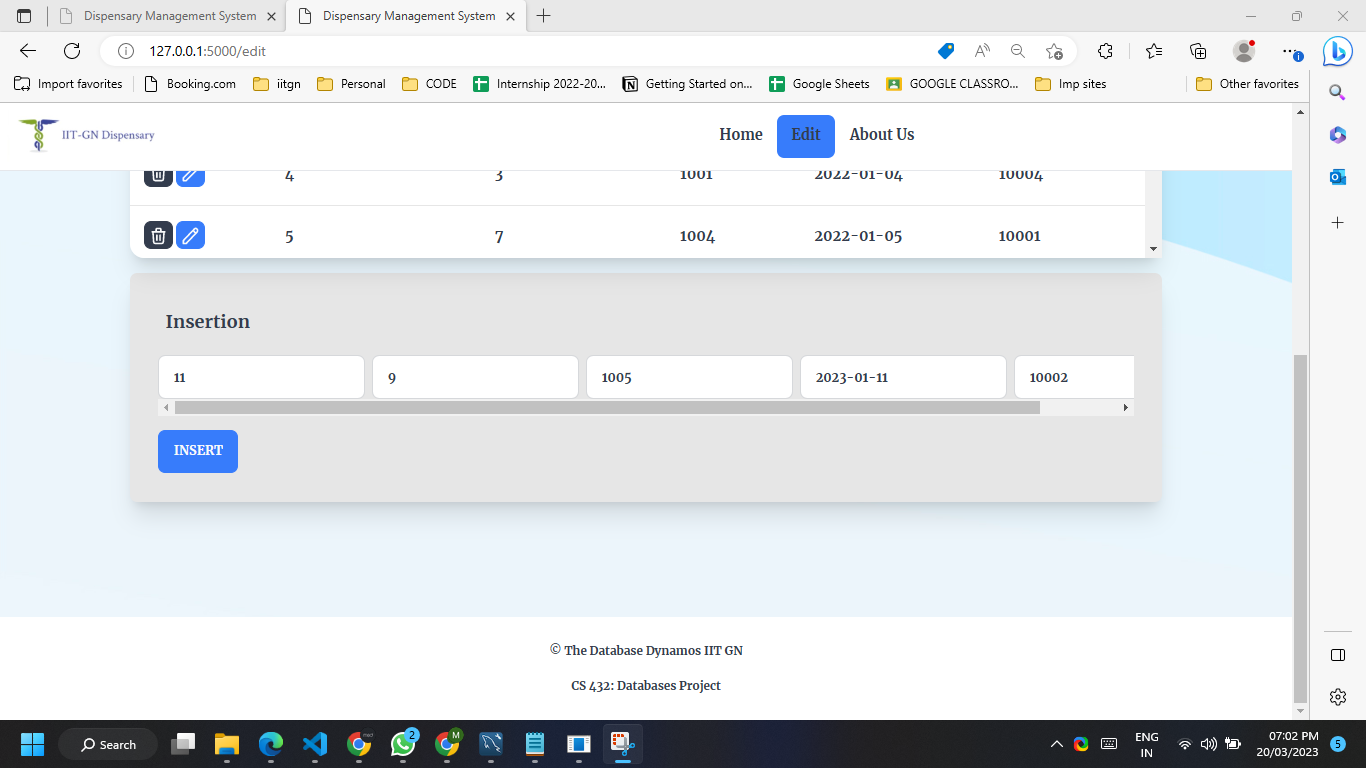 Dispensary Management System
Dispensary Management System
127.0.0.1:5000/edit
Import favorites
Booking.com
iitgn
Personal
CODE
Internship 2022-20...
Getting Started on...
Google Sheets
GOOGLE CLASSRO...
Imp sites
Other favorites
IIT-GN Dispensary
Home Edit About Us
4 3 1001 2022-01-04 10004
5 7 1004 2022-01-05 10001
Insertion
11 9 1005 2023-01-11 10002
INSERT
© The Database Dynamos IIT GN
CS 432: Databases Project
Search
2
M
ENG
IN
07:02 PM
20/03/2023
5